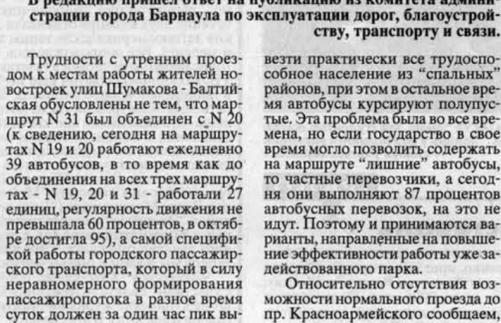 В редакцию пришел ответ на публикацию из комитета админи-
страции города Барнаула по эксплуатации дорог, благоустрой-
ству, транспорту и связи.
Трудности с утренним проез-
дом к местам работы жителей но-
востроек улиц Шумакова - Балтий-
ская обусловлены не тем, что мар-
шрут N 31 был объединен с N 20
(к сведению, сегодня на маршру-
тах N 19 и 20 работают ежедневно
39 автобусов, в то время как до
объединения на всех трех маршру-
тах - N 19, 20 и 31 - работали 27
единиц, регулярность движения не
превышала 60 процентов, в октяб-
ре достигла 95), а самой специфи-
кой работы городского пассажир-
ского транспорта, который в силу
неравномерного формирования
пассажиропотока в разное время
суток должен за один час пик вы-
везти практически все трудоспо-
собное население из “спальных”
районов, при этом в остальное вре-
мя автобусы курсируют полупус-
тые. Эта проблема была во все вре-
мена, но если государство в свое
время могло позволить содержать
на маршруте “лишние” автобусы,
то частные перевозчики, а сегод-
ня они выполняют 87 процентов
автобусных перевозок, на это не
идут. Поэтому и принимаются ва-
рианты, направленные на повыше-
ние эффективности работы уже за-
действованного парка.
Относительно отсутствия воз-
можности нормального проезда до
пр. Красноармейского сообщаем,